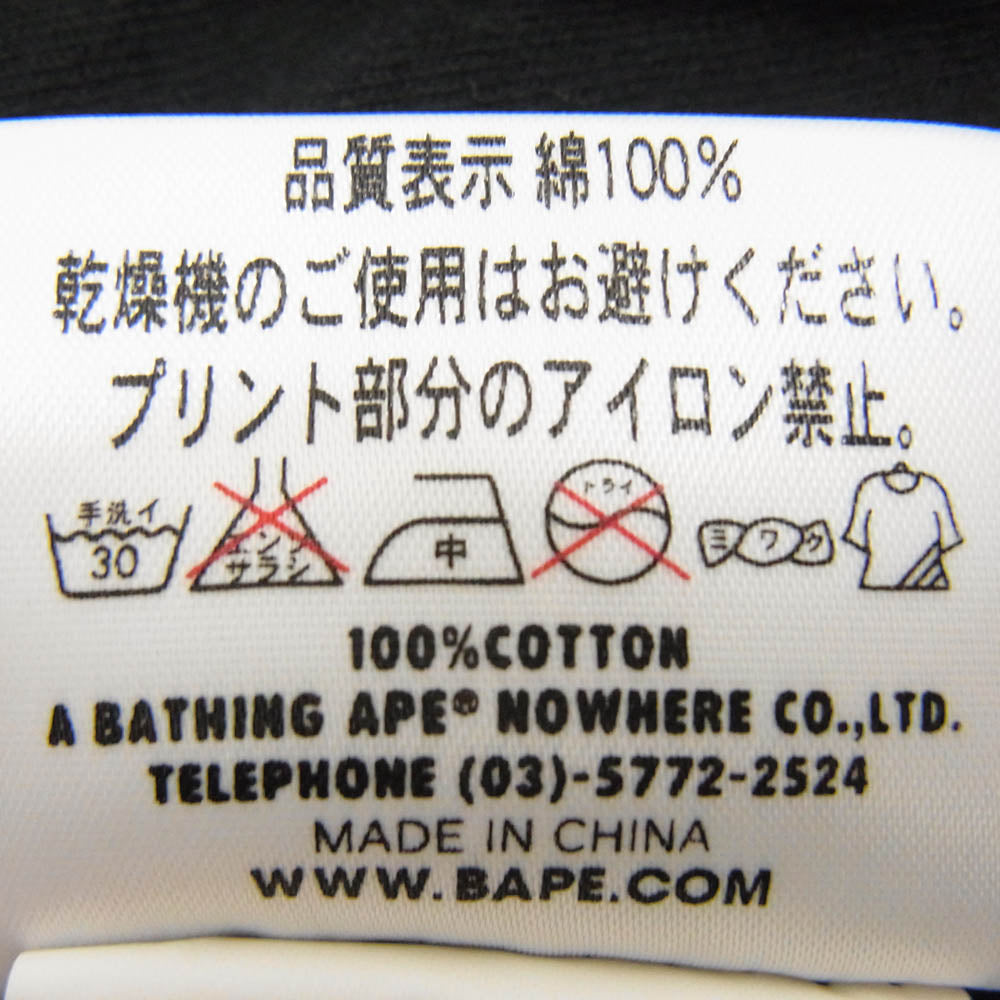 品質表示 綿100%
乾燥機のご使用はお避けください。
プリント部分のアイロン禁止。
手洗イ 30 エンソ サラシ 中 ドライ ミ ワ ク
100%COTTON
A BATHING APE® NOWHERE CO.,LTD.
TELEPHONE (03)-5772-2524
MADE IN CHINA
WWW.BAPE.COM